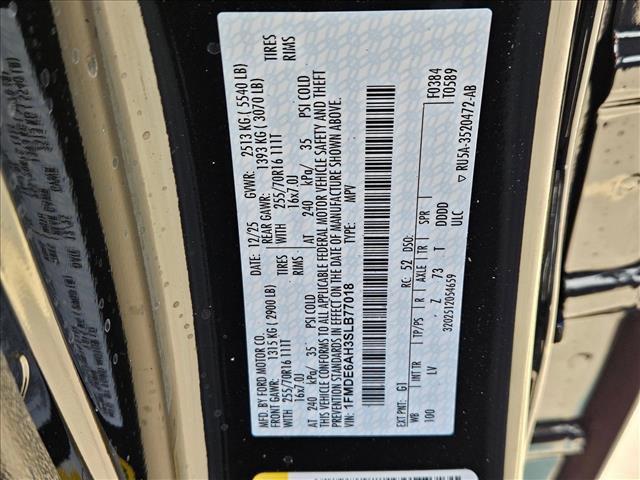 MFD. BY FORD MOTOR CO.
DATE: 12/25 GVWR: 2513 KG ( 5540 LB)
FRONT GAWR: 1315 KG ( 2900 LB) REAR GAWR: 1393 KG ( 3070 LB)
WITH 255/70R16 111T TIRES WITH 255/70R16 111T TIRES
16x7.0J RIMS 16x7.0J RIMS
AT 240 kPa/ 35 PSI COLD AT 240 kPa/ 35 PSI COLD
THIS VEHICLE CONFORMS TO ALL APPLICABLE FEDERAL MOTOR VEHICLE SAFETY AND THEFT
PREVENTION STANDARDS IN EFFECT ON THE DATE OF MANUFACTURE SHOWN ABOVE.
VIN: 1FMDE6AH3SLB77018 TYPE: MPV
EXT PNT: G1 RC: 52 DSO: F0384
T0589
WB INT TR TP/PS R AXLE TR SPR ▽ RU5A-3520472-AB
100 LV Z 73 T DDDD
ULC
3202512054659